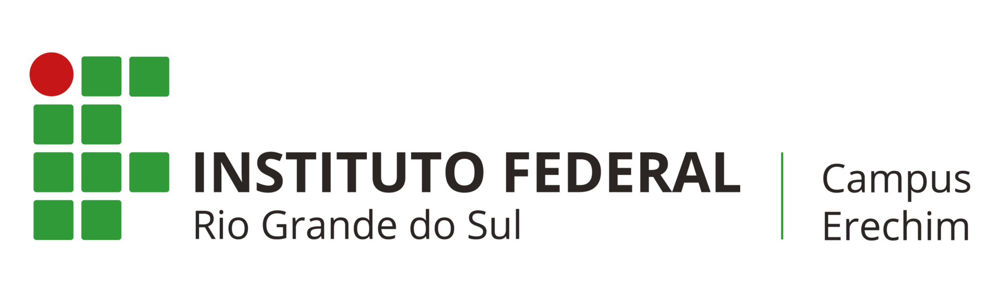 INSTITUTO FEDERAL
Rio Grande do Sul
Campus
Erechim